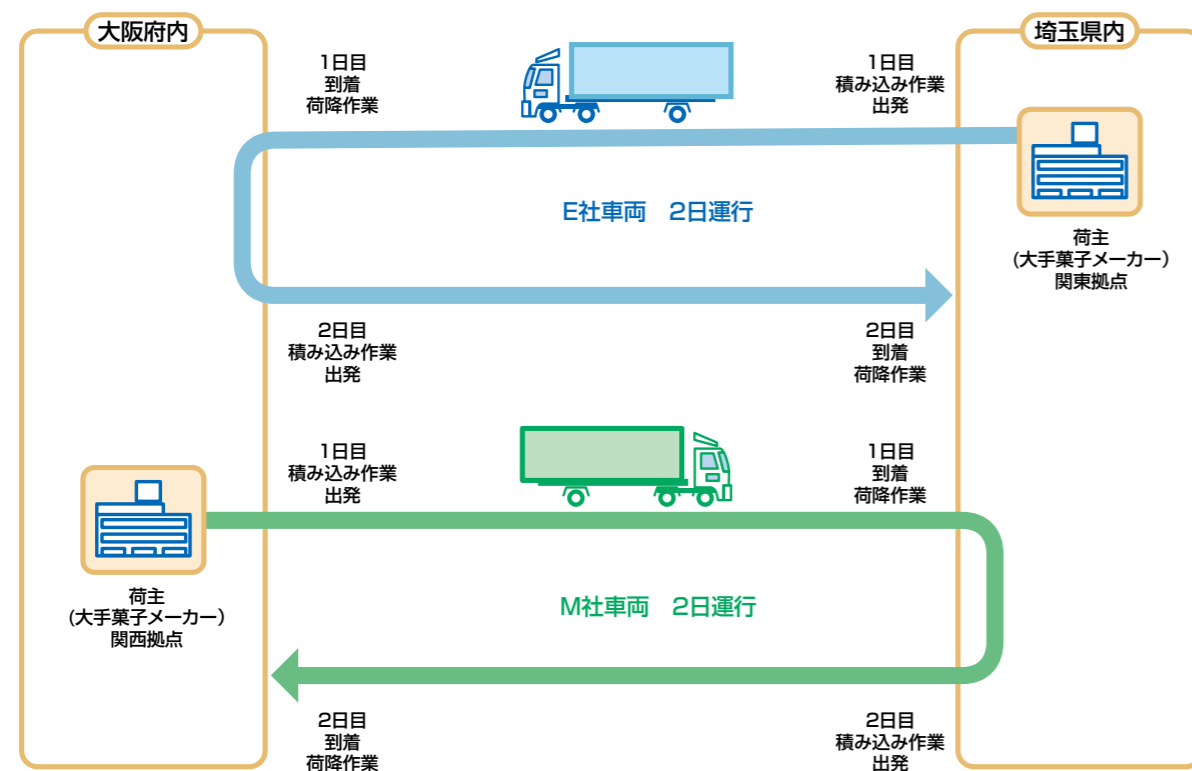 大阪府内
埼玉県内
1日目
到着
荷降作業
1日目
積み込み作業
出発
E社車両　2日運行
荷主
(大手菓子メーカー)
関東拠点
2日目
積み込み作業
出発
2日目
到着
荷降作業
1日目
積み込み作業
出発
1日目
到着
荷降作業
荷主
(大手菓子メーカー)
関西拠点
M社車両　2日運行
2日目
到着
荷降作業
2日目
積み込み作業
出発